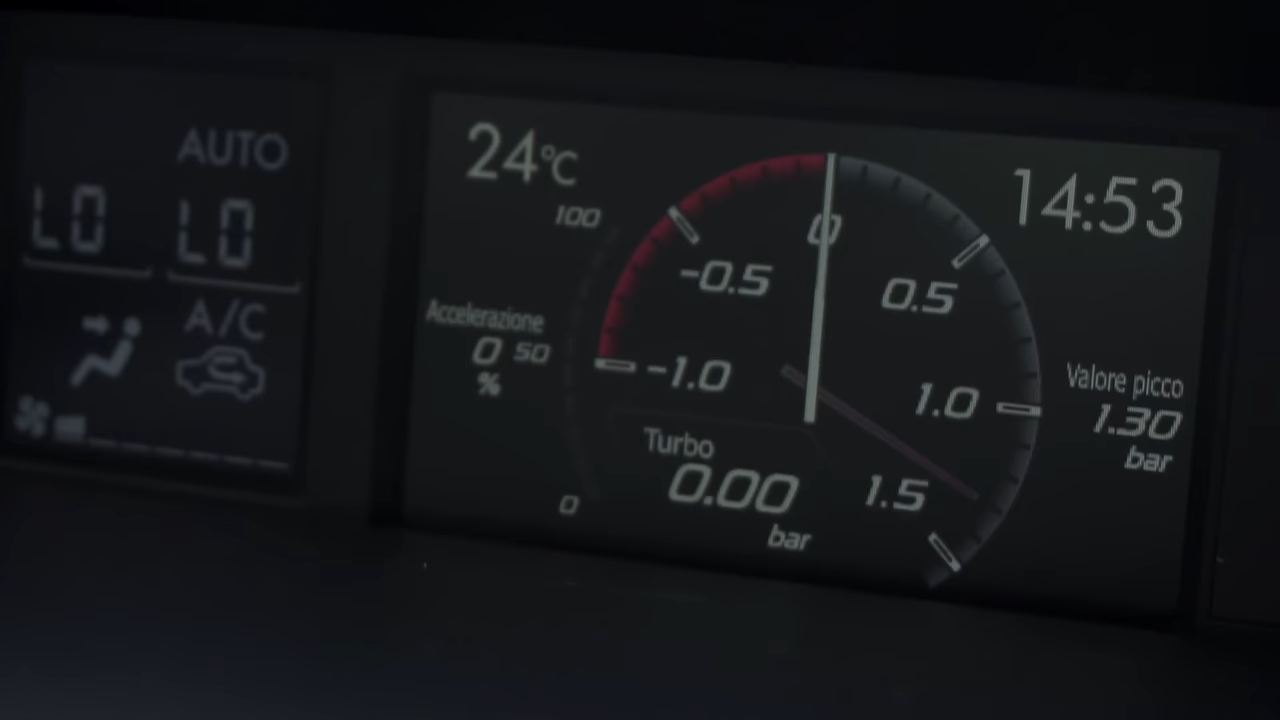 AUTO
LO LO
A/C
24°C
14:53
100
Accelerazione
0 50
%
0
-1.0
-0.5
0
0.5
1.0
1.5
Turbo
0.00
bar
Valore picco
1.30
bar